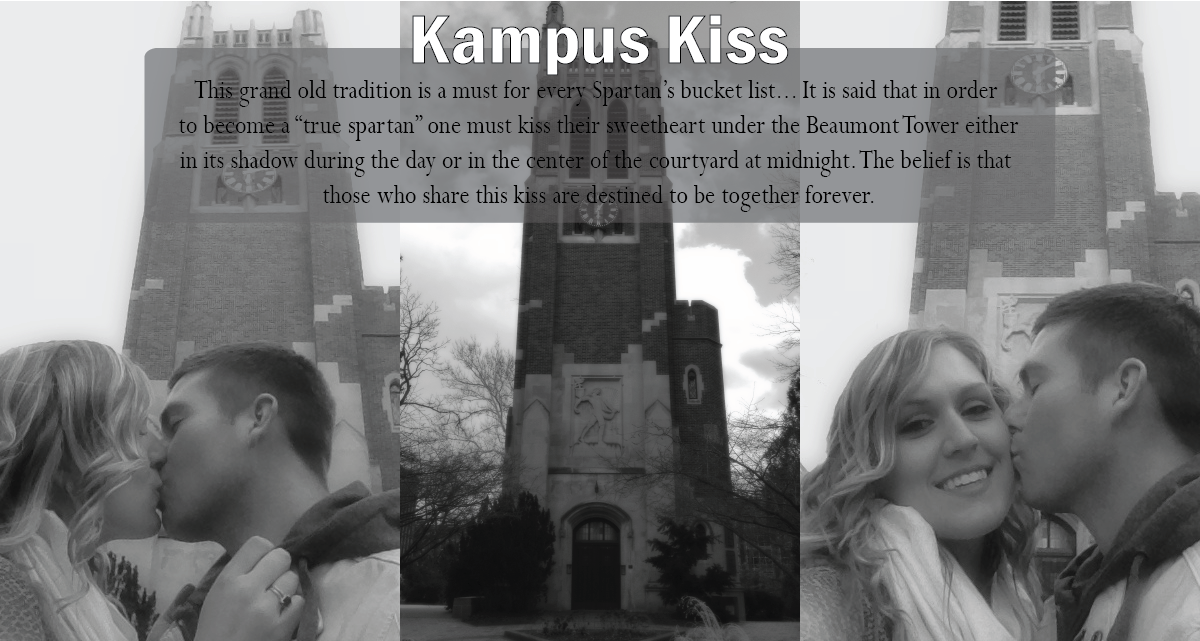 Kampus Kiss
This grand old tradition is a must for every Spartan's bucket list… It is said that in order
to become a “true spartan” one must kiss their sweetheart under the Beaumont Tower either
in its shadow during the day or in the center of the courtyard at midnight. The belief is that
those who share this kiss are destined to be together forever.